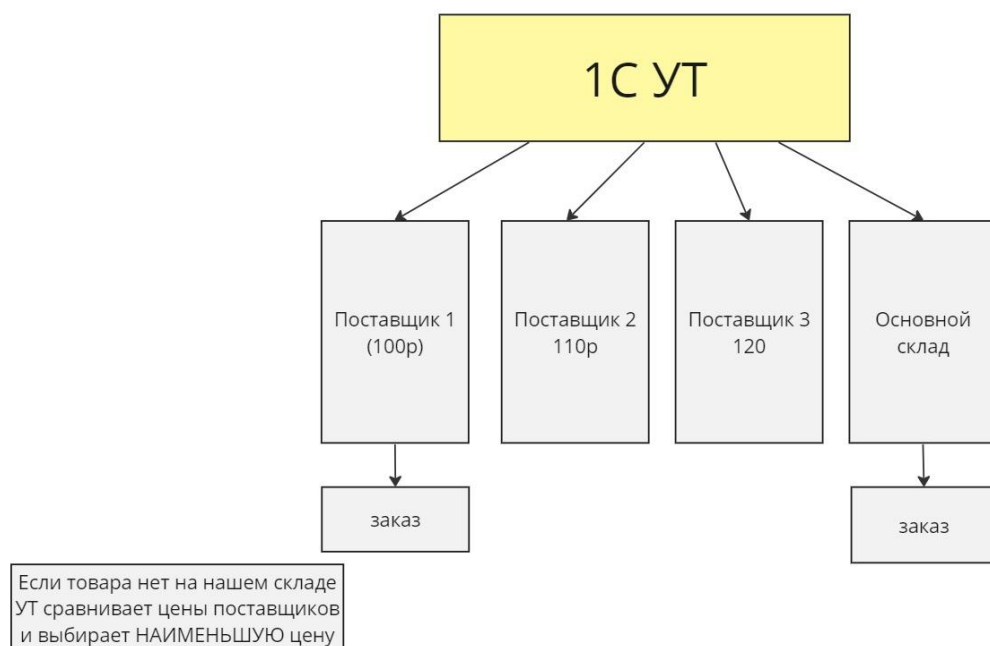 1С УТ
Поставщик 1
(100р)
Поставщик 2
110р
Поставщик 3
120
Основной
склад
заказ
заказ
Если товара нет на нашем складе
УТ сравнивает цены поставщиков
и выбирает НАИМЕНЬШУЮ цену